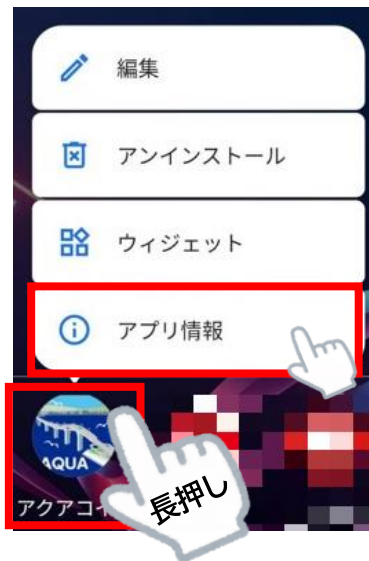 編集
アンインストール
ウィジェット
アプリ情報
AQUA
アクアコイ
長押し